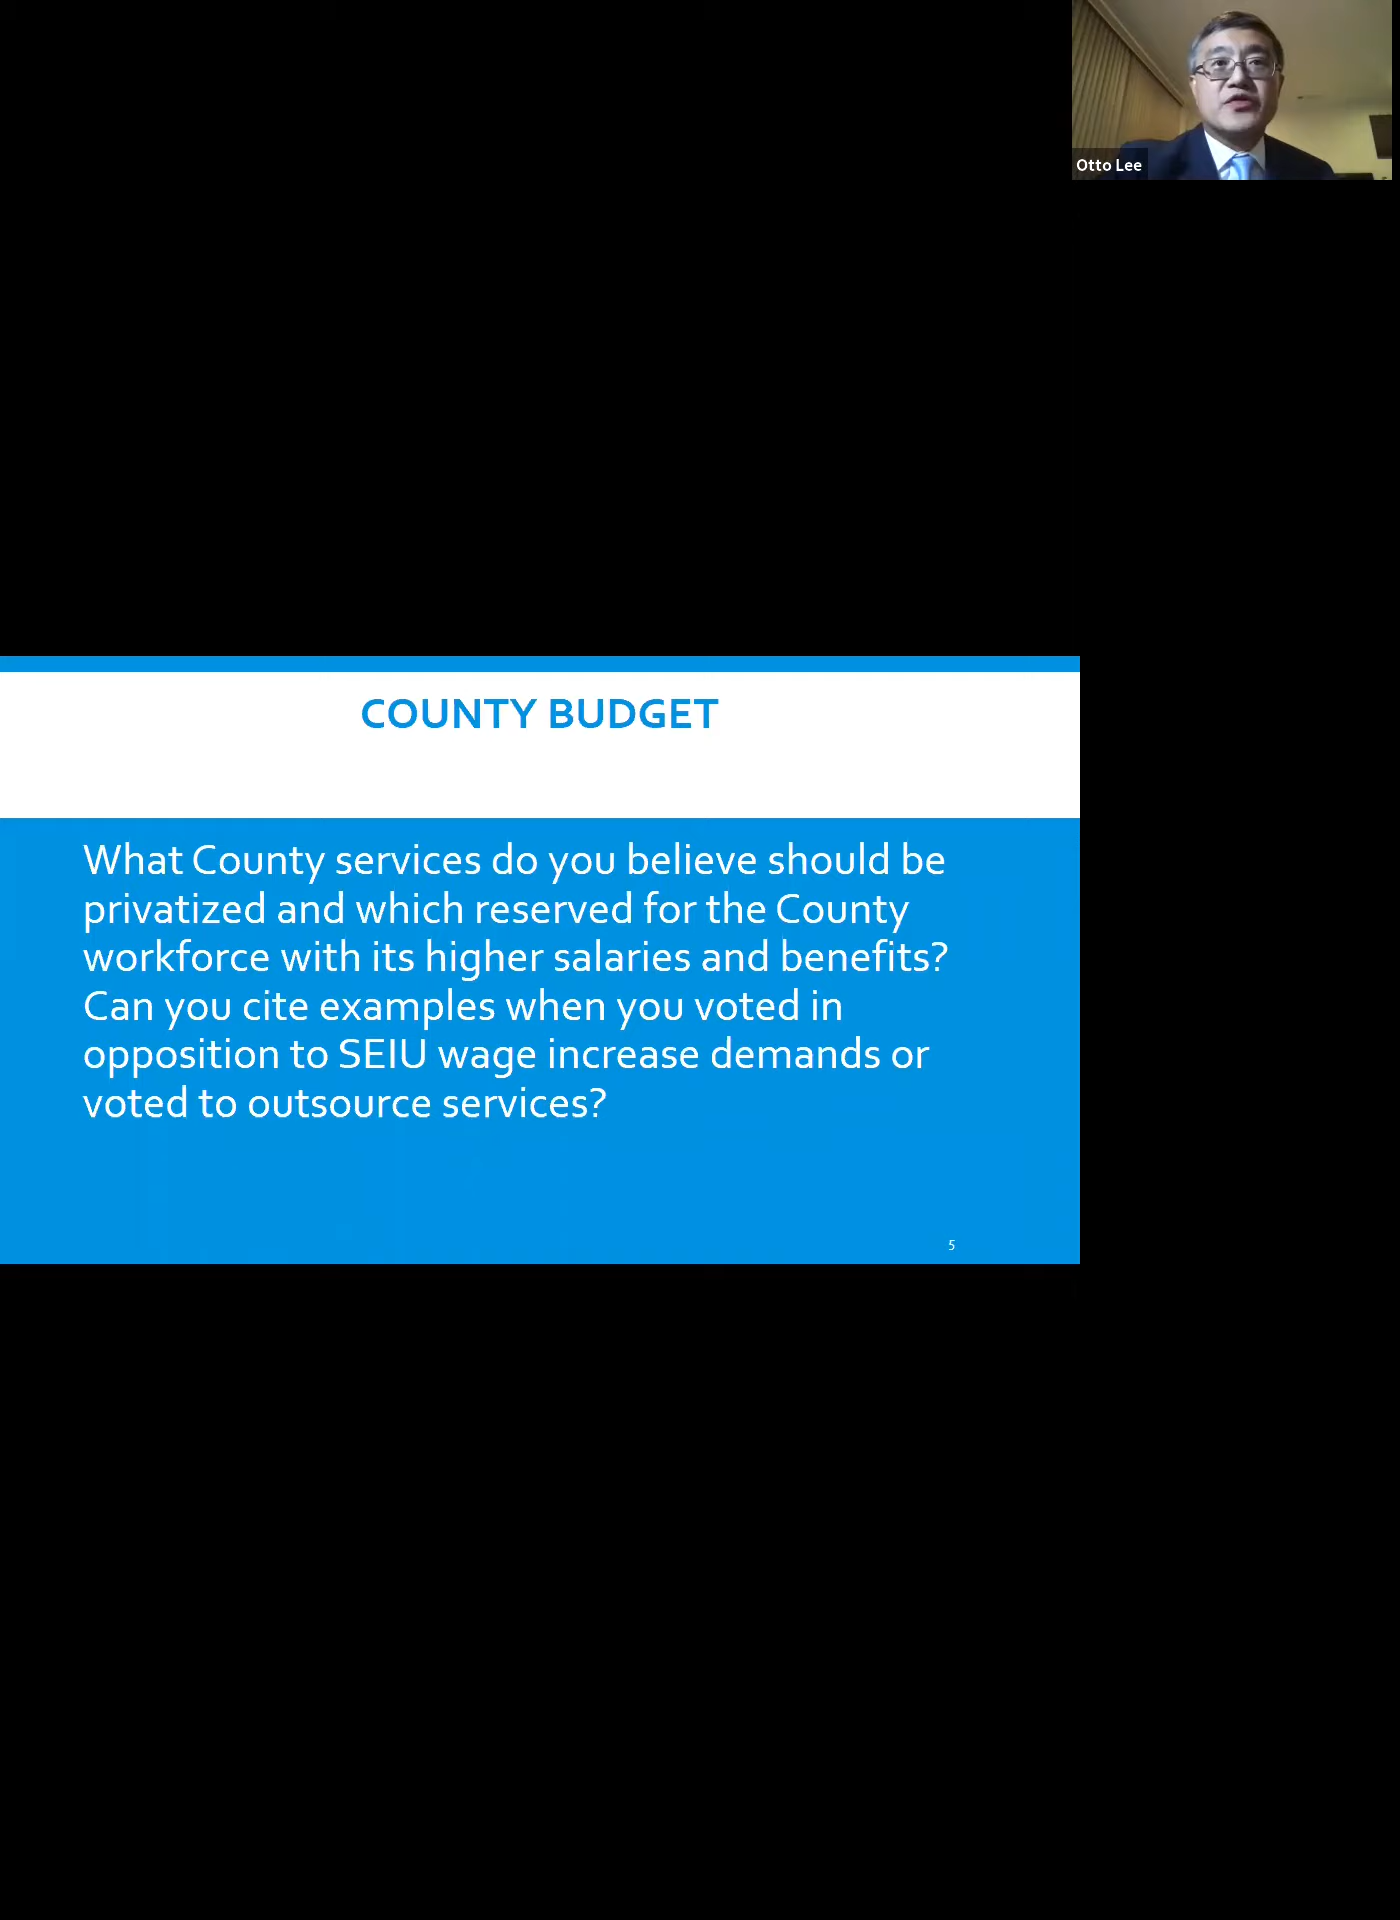 Otto Lee
COUNTY BUDGET
What County services do you believe should be
privatized and which reserved for the County
workforce with its higher salaries and benefits?
Can you cite examples when you voted in
opposition to SEIU wage increase demands or
voted to outsource services?
5